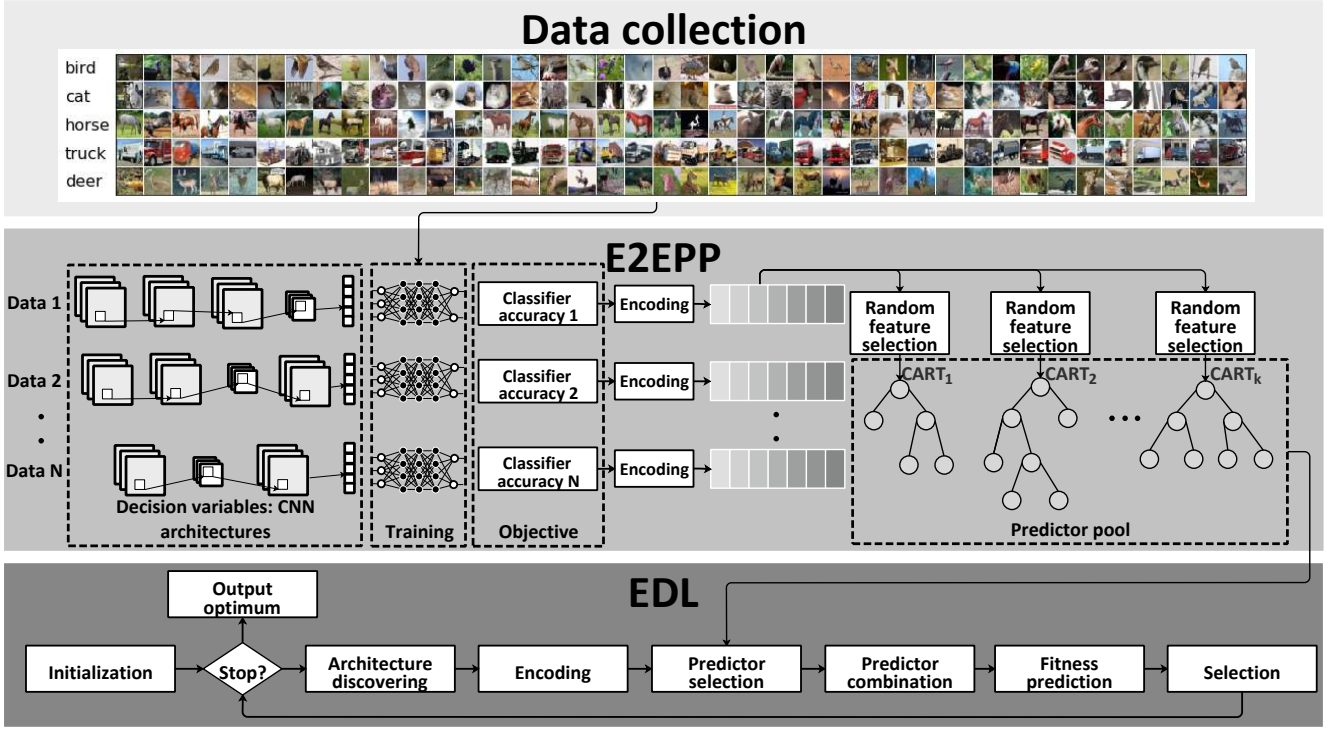 Data collection
bird
cat
horse
truck
deer
E2EPP
Data 1
Classifier
accuracy 1
Encoding
Random
feature
selection
Random
feature
selection
Random
feature
selection
Data 2
Classifier
accuracy 2
Encoding
CART1
CART2
CARTk
Data N
Classifier
accuracy N
Encoding
Decision variables: CNN
architectures
Training
Objective
Predictor pool
EDL
Output
optimum
Initialization
Stop?
Architecture
discovering
Encoding
Predictor
selection
Predictor
combination
Fitness
prediction
Selection